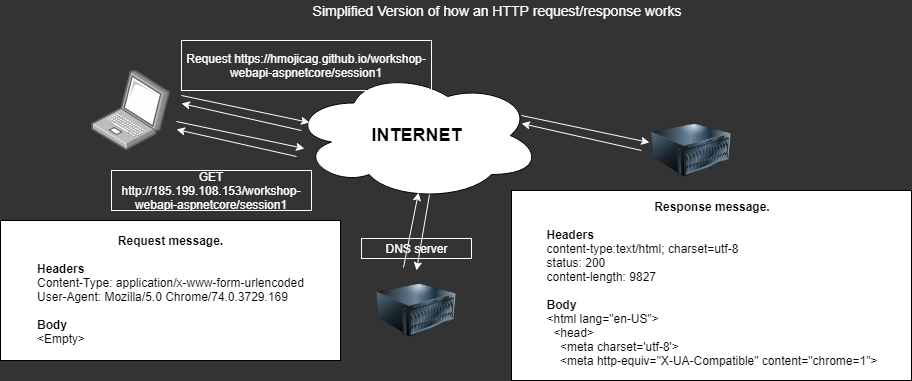 Simplified Version of how an HTTP request/response works
Request https://hmojicag.github.io/workshop-
webapi-aspnetcore/session1
INTERNET
GET
http://185.199.108.153/workshop-
webapi-aspnetcore/session1
DNS server
Request message.
Headers
Content-Type: application/x-www-form-urlencoded
User-Agent: Mozilla/5.0 Chrome/74.0.3729.169
Body
<Empty>
Response message.
Headers
content-type:text/html; charset=utf-8
status: 200
content-length: 9827
Body
<html lang="en-US">
<head>
<meta charset='utf-8'>
<meta http-equiv="X-UA-Compatible" content="chrome=1">